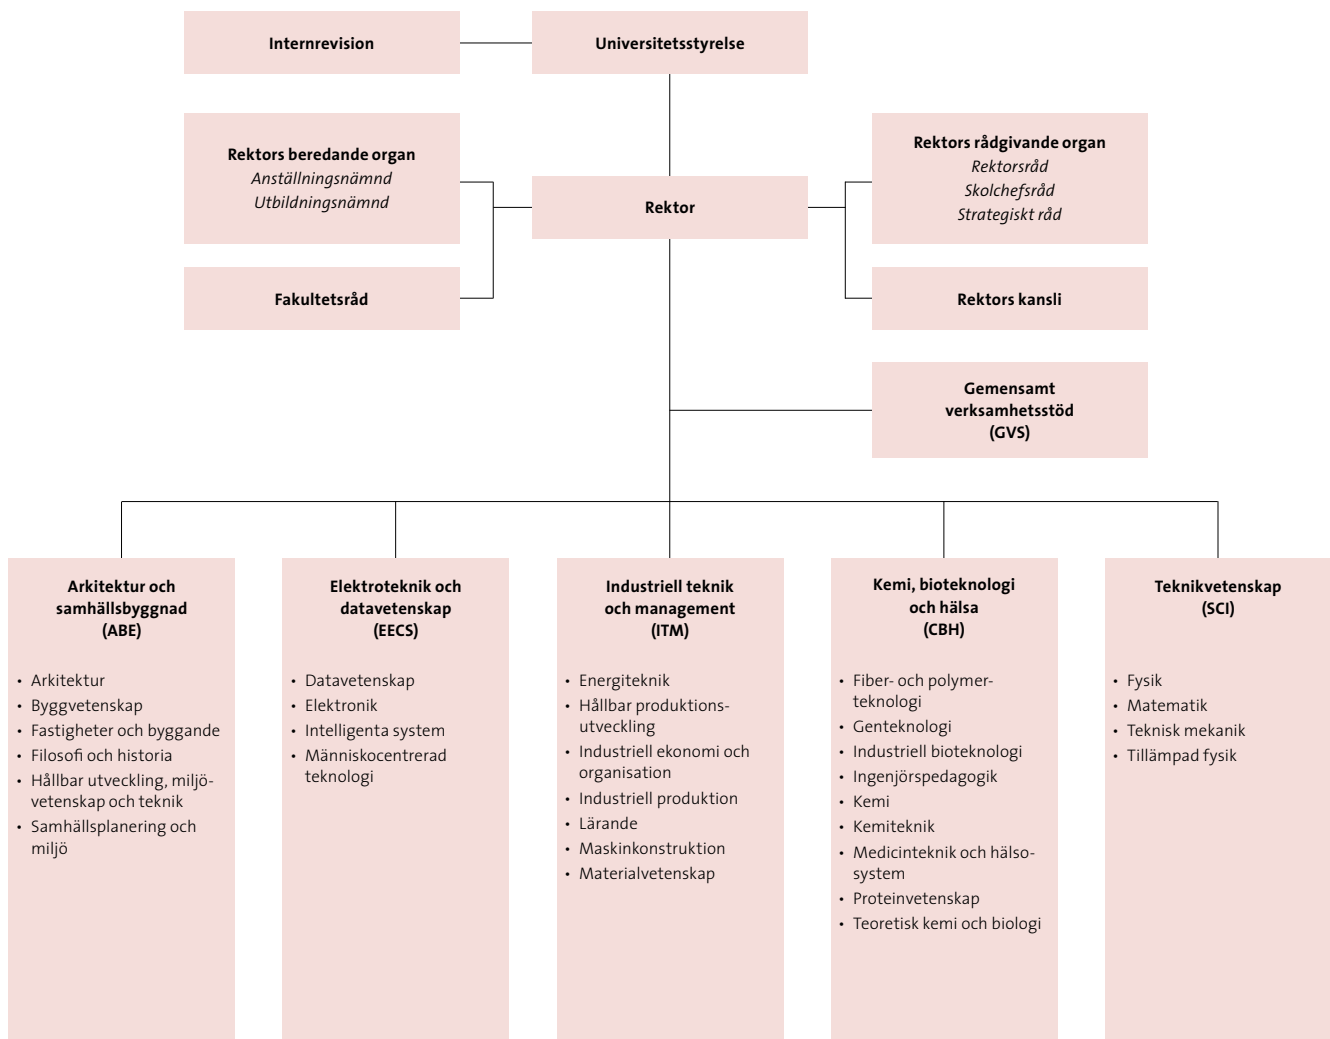 Internrevision
Universitetsstyrelse
Rektors beredande organ
Anställningsnämnd
Utbildningsnämnd
Rektors rådgivande organ
Rektorsråd
Skolchefsråd
Strategiskt råd
Rektor
Fakultetsråd
Rektors kansli
Gemensamt
verksamhetsstöd
(GVS)
Arkitektur och
samhällsbyggnad
(ABE)
• Arkitektur
• Byggvetenskap
• Fastigheter och byggande
• Filosofi och historia
• Hållbar utveckling, miljö-
vetenskap och teknik
• Samhällsplanering och
miljö
Elektroteknik och
datavetenskap
(EECS)
• Datavetenskap
• Elektronik
• Intelligenta system
• Människocentrerad
teknologi
Industriell teknik
och management
(ITM)
• Energiteknik
• Hållbar produktions-
utveckling
• Industriell ekonomi och
organisation
• Industriell produktion
• Lärande
• Maskinkonstruktion
• Materialvetenskap
Kemi, bioteknologi
och hälsa
(CBH)
• Fiber- och polymer-
teknologi
• Genteknologi
• Industriell bioteknologi
• Ingenjörspedagogik
• Kemi
• Kemiteknik
• Medicinteknik och hälso-
system
• Proteinvetenskap
• Teoretisk kemi och biologi
Teknikvetenskap
(SCI)
• Fysik
• Matematik
• Teknisk mekanik
• Tillämpad fysik